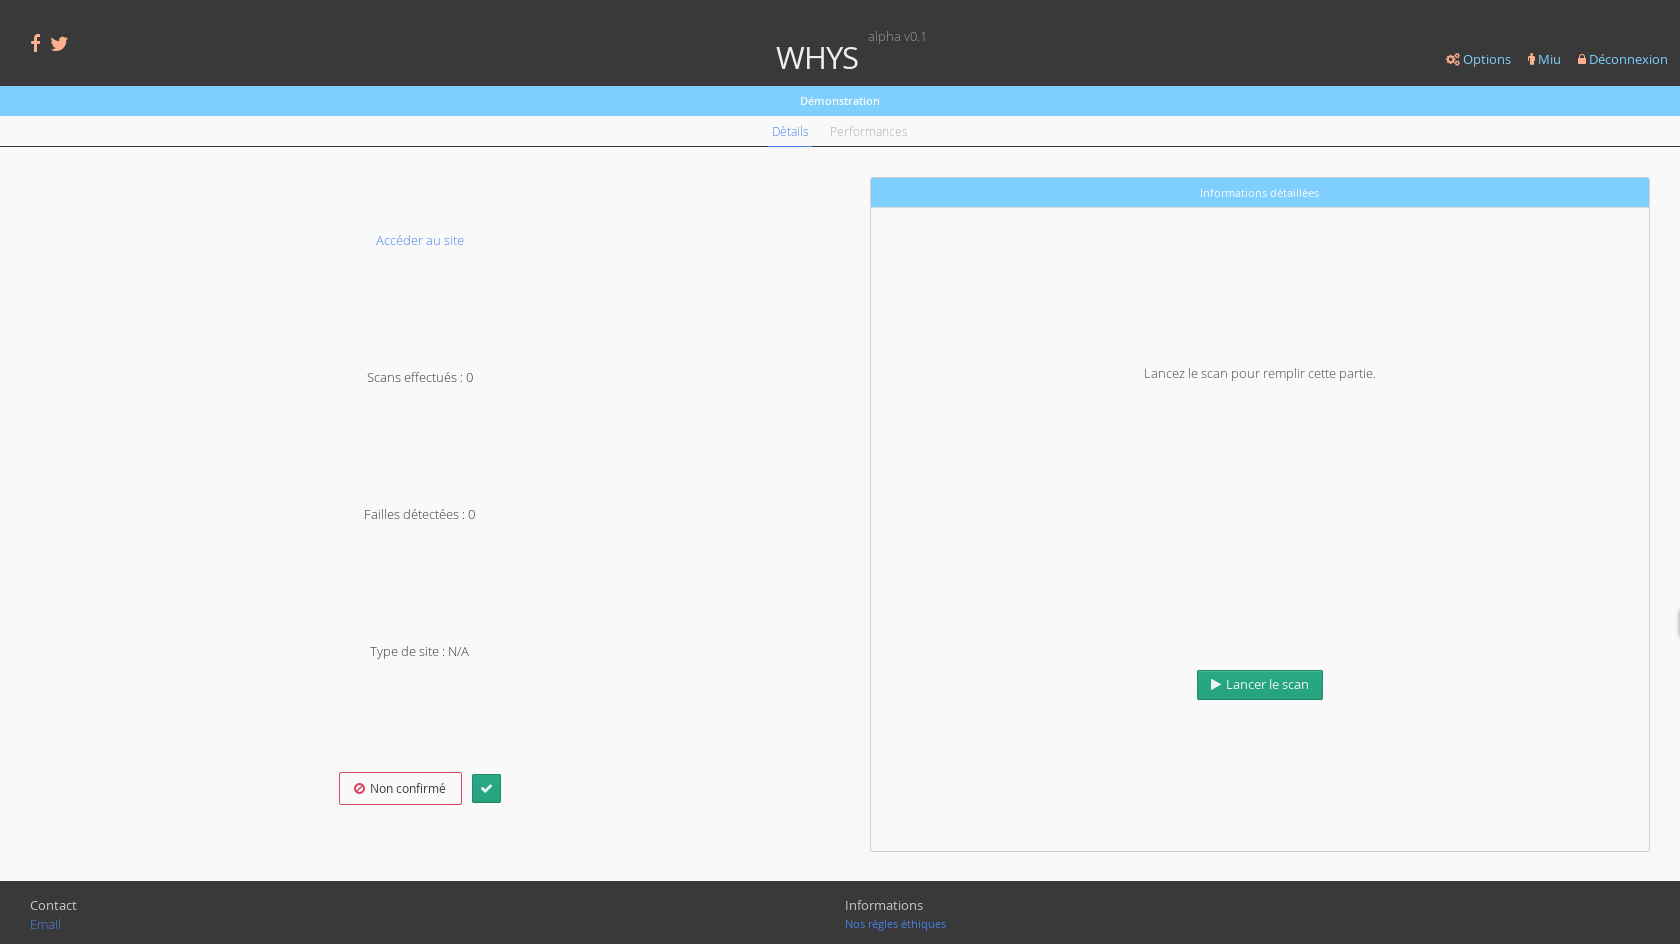 alpha v0.1
WHYS
Options
Miu
Déconnexion
Démonstration
Détails
Performances
Accéder au site
Scans effectués : 0
Failles détectées : 0
Type de site : N/A
Non confirmé
Informations détaillées
Lancez le scan pour remplir cette partie.
Lancer le scan
Contact
Email
Informations
Nos règles éthiques